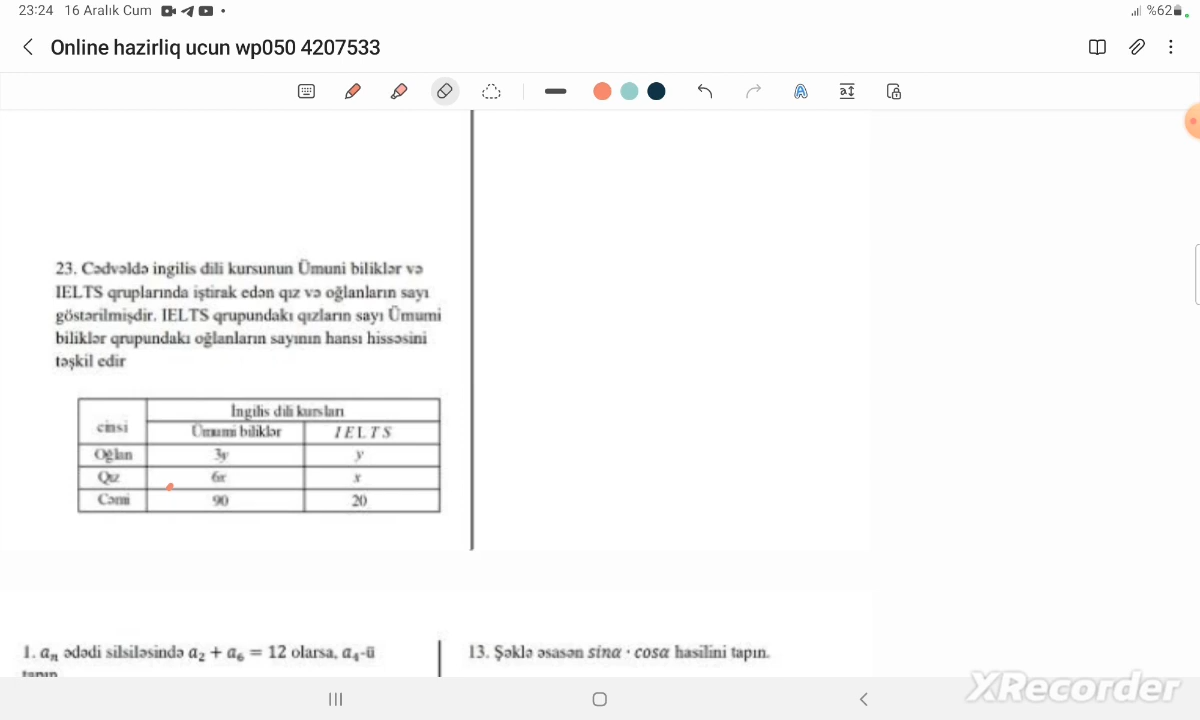 23:24 16 Aralık Cum
%62
Online hazirliq ucun wp050 4207533
23. Cədvəldə ingilis dili kursunun Ümuni biliklər və
IELTS qruplarında iştirak edən qız və oğlanların sayı
göstərilmişdir. IELTS qrupundakı qızların sayı Ümumi
biliklər qrupundakı oğlanların sayının hansı hissəsini
təşkil edir
cinsi İngilis dili kursları
Ümumi biliklər IELTS
Oğlan 3y y
Qız 6x x
Cəmi 90 20
1. aₙ ədədi silsiləsində a₂ + a₆ = 12 olarsa, a₄-ü
tapın
13. Şəklə əsasən sinα · cosα hasilini tapın.
XRecorder